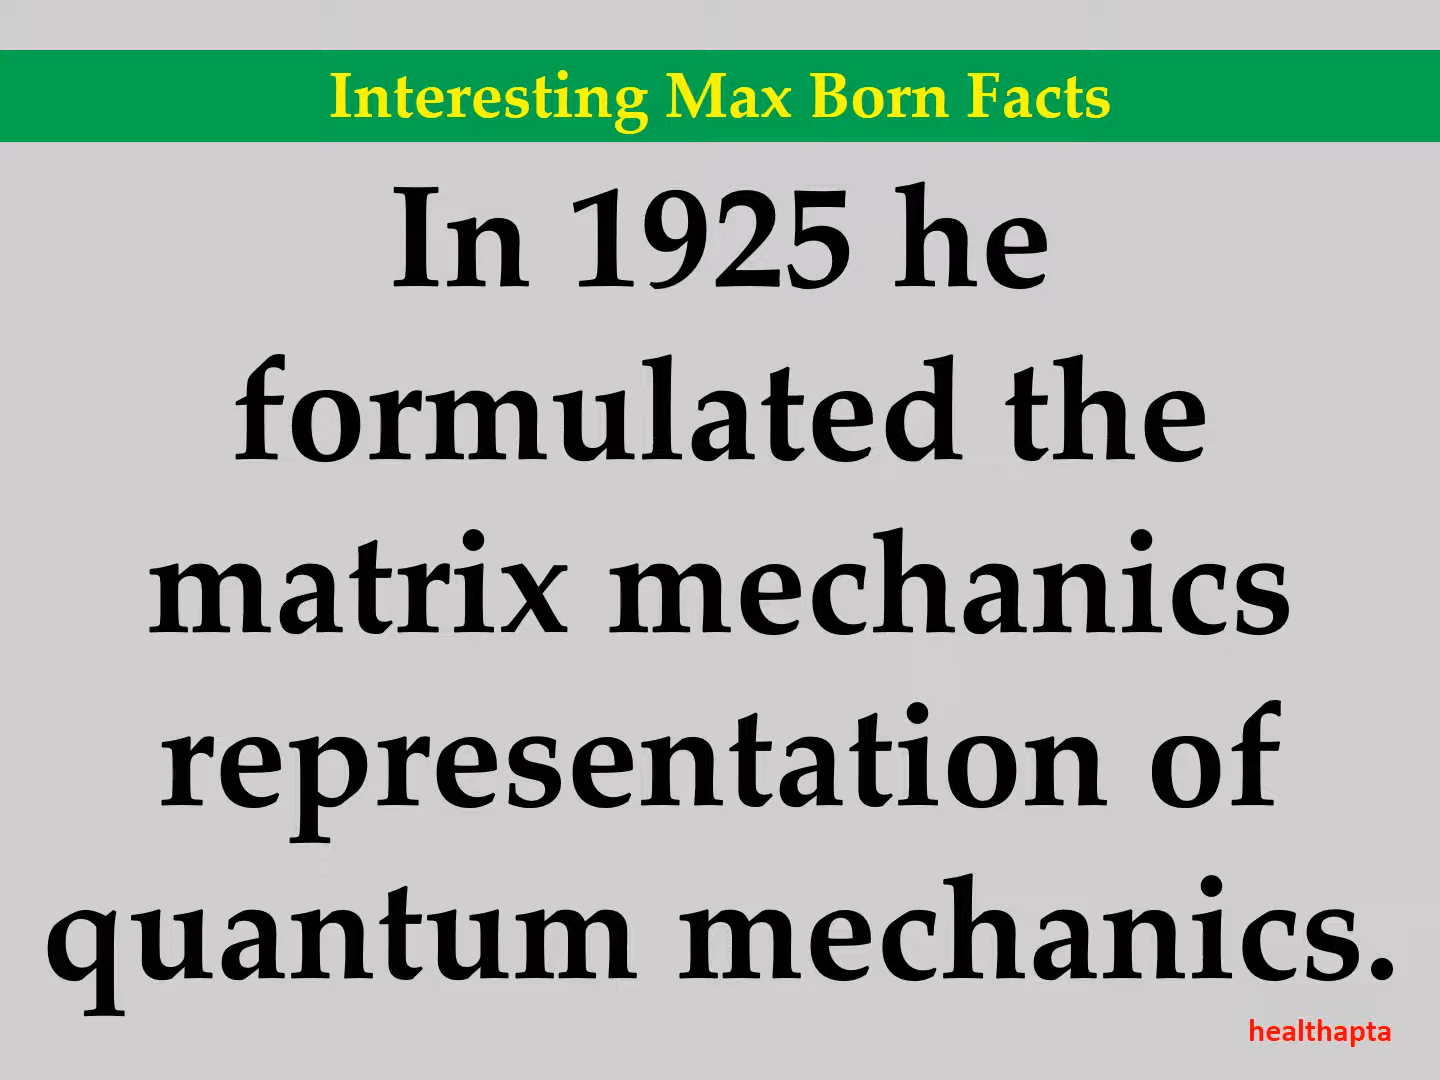 Interesting Max Born Facts
In 1925 he
formulated the
matrix mechanics
representation of
quantum mechanics.
healthapta